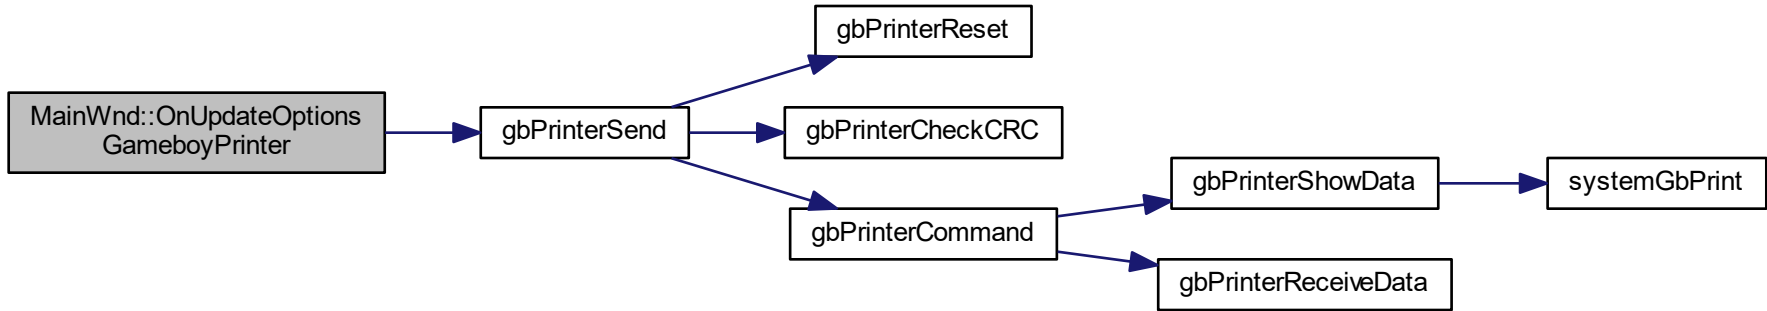 gbPrinterReset
MainWnd::OnUpdateOptions
GameboyPrinter
gbPrinterSend
gbPrinterCheckCRC
gbPrinterShowData
systemGbPrint
gbPrinterCommand
gbPrinterReceiveData